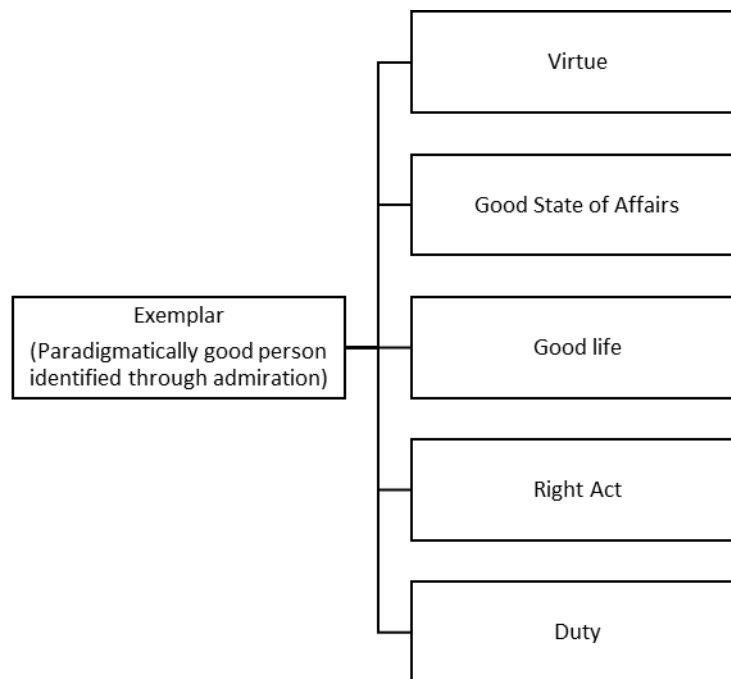 Virtue
Good State of Affairs
Exemplar
(Paradigmatically good person
identified through admiration)
Good life
Right Act
Duty